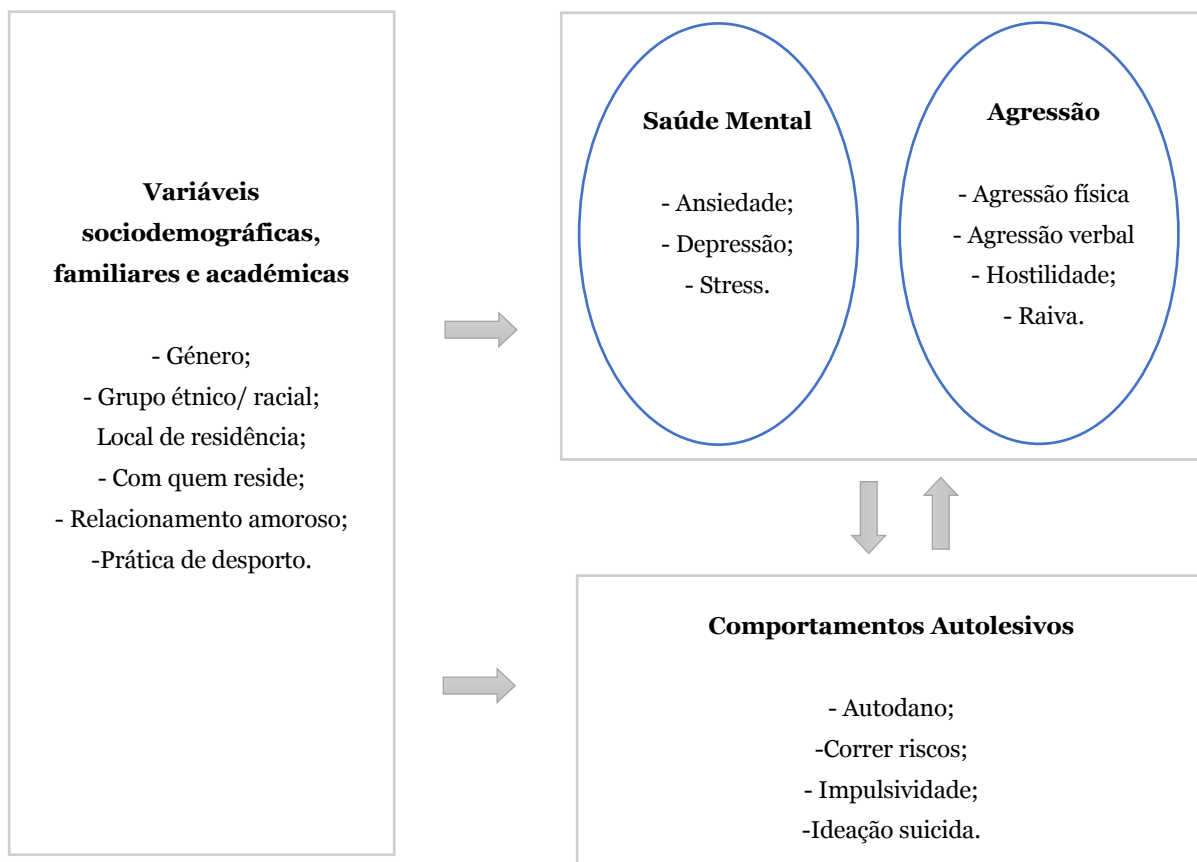 Variáveis
sociodemográficas,
familiares e académicas
- Género;
- Grupo étnico/ racial;
Local de residência;
- Com quem reside;
- Relacionamento amoroso;
-Prática de desporto.
Saúde Mental
- Ansiedade;
- Depressão;
- Stress.
Agressão
- Agressão física
- Agressão verbal
- Hostilidade;
- Raiva.
Comportamentos Autolesivos
- Autodano;
-Correr riscos;
- Impulsividade;
-Ideação suicida.